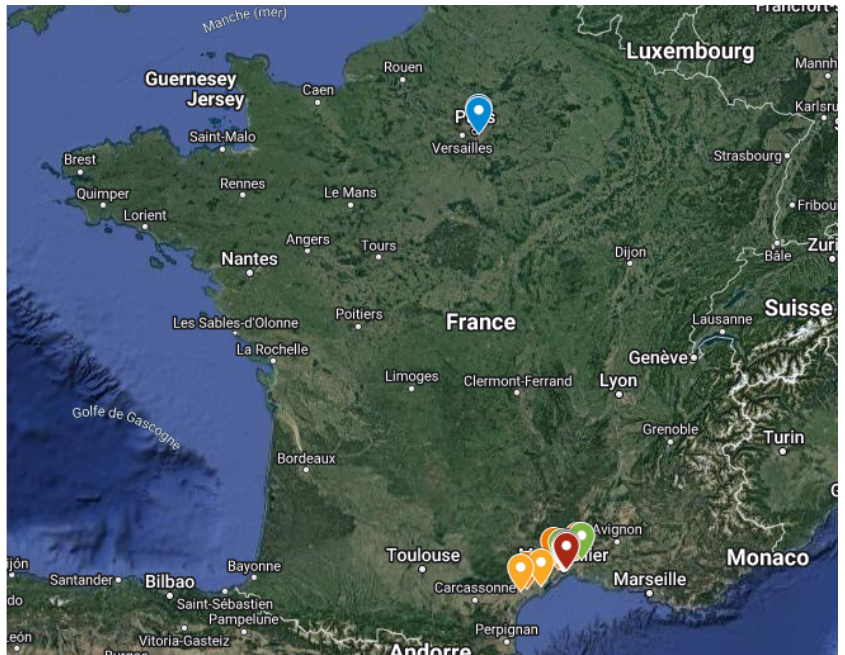 Manche (mer)
Luxembourg
Rouen
Mannh
Guernesey
Jersey
Caen
Karlsru
Saint-Malo
Versailles
Strasbourg
Brest
Rennes
Le Mans
Quimper
Fribou
Lorient
Angers
Tours
Dijon
Zuri
Nantes
Bâle
Suisse
Poitiers
Les Sables-d'Olonne
France
Lausanne
La Rochelle
Genève
Limoges
Clermont-Ferrand
Lyon
Golfe de Gascogne
Grenoble
Turin
Bordeaux
G
Avignon
Toulouse
Monaco
ijón
Bayonne
Santander
Bilbao
Carcassonne
Marseille
do
Saint-Sébastien
Pampelune
León
Vitoria-Gasteiz
Perpignan
Andorre